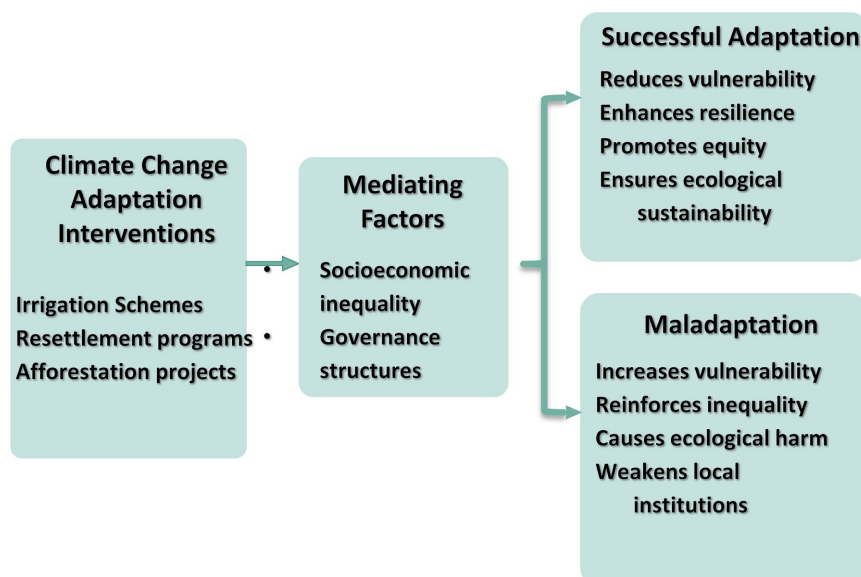 Climate Change
Adaptation
Interventions
Irrigation Schemes
Resettlement programs
Afforestation projects
Mediating
Factors
• Socioeconomic
inequality
• Governance
structures
Successful Adaptation
Reduces vulnerability
Enhances resilience
Promotes equity
Ensures ecological
sustainability
Maladaptation
Increases vulnerability
Reinforces inequality
Causes ecological harm
Weakens local
institutions